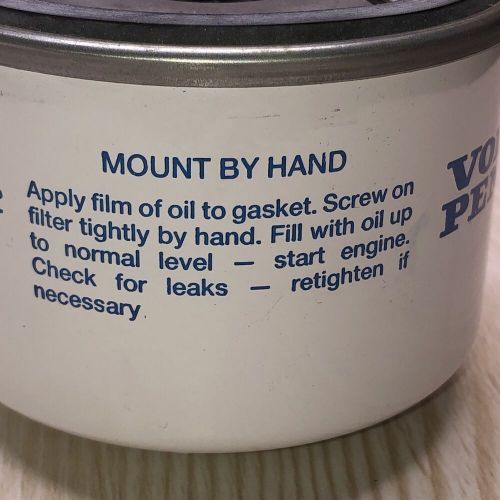 MOUNT BY HAND
Apply film of oil to gasket. Screw on
filter tightly by hand. Fill with oil up
to normal level — start engine.
Check for leaks — retighten if
necessary